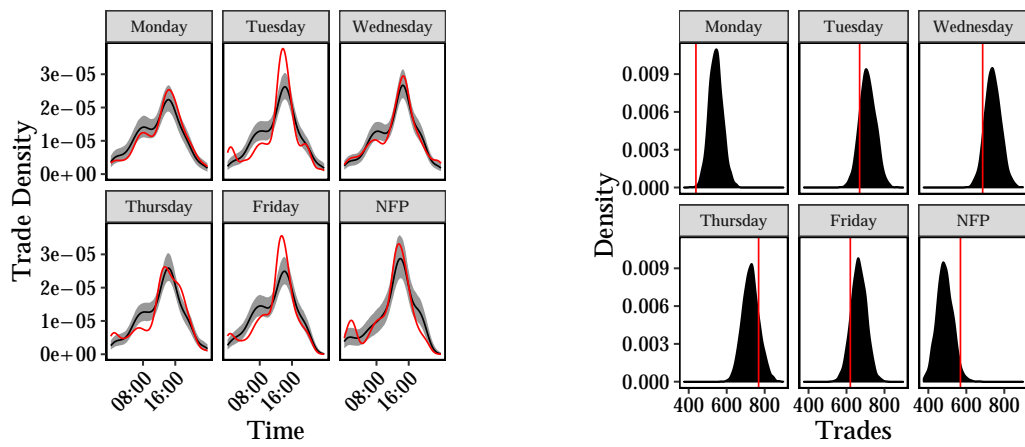 Monday Tuesday Wednesday
3e−05
2e−05
1e−05
0e+00
Thursday Friday NFP
3e−05
2e−05
1e−05
0e+00
08:00 16:00 08:00 16:00 08:00 16:00
Time
Trade Density
Monday Tuesday Wednesday
0.009
0.006
0.003
0.000
Thursday Friday NFP
0.009
0.006
0.003
0.000
400 600 800 400 600 800 400 600 800
Trades
Density